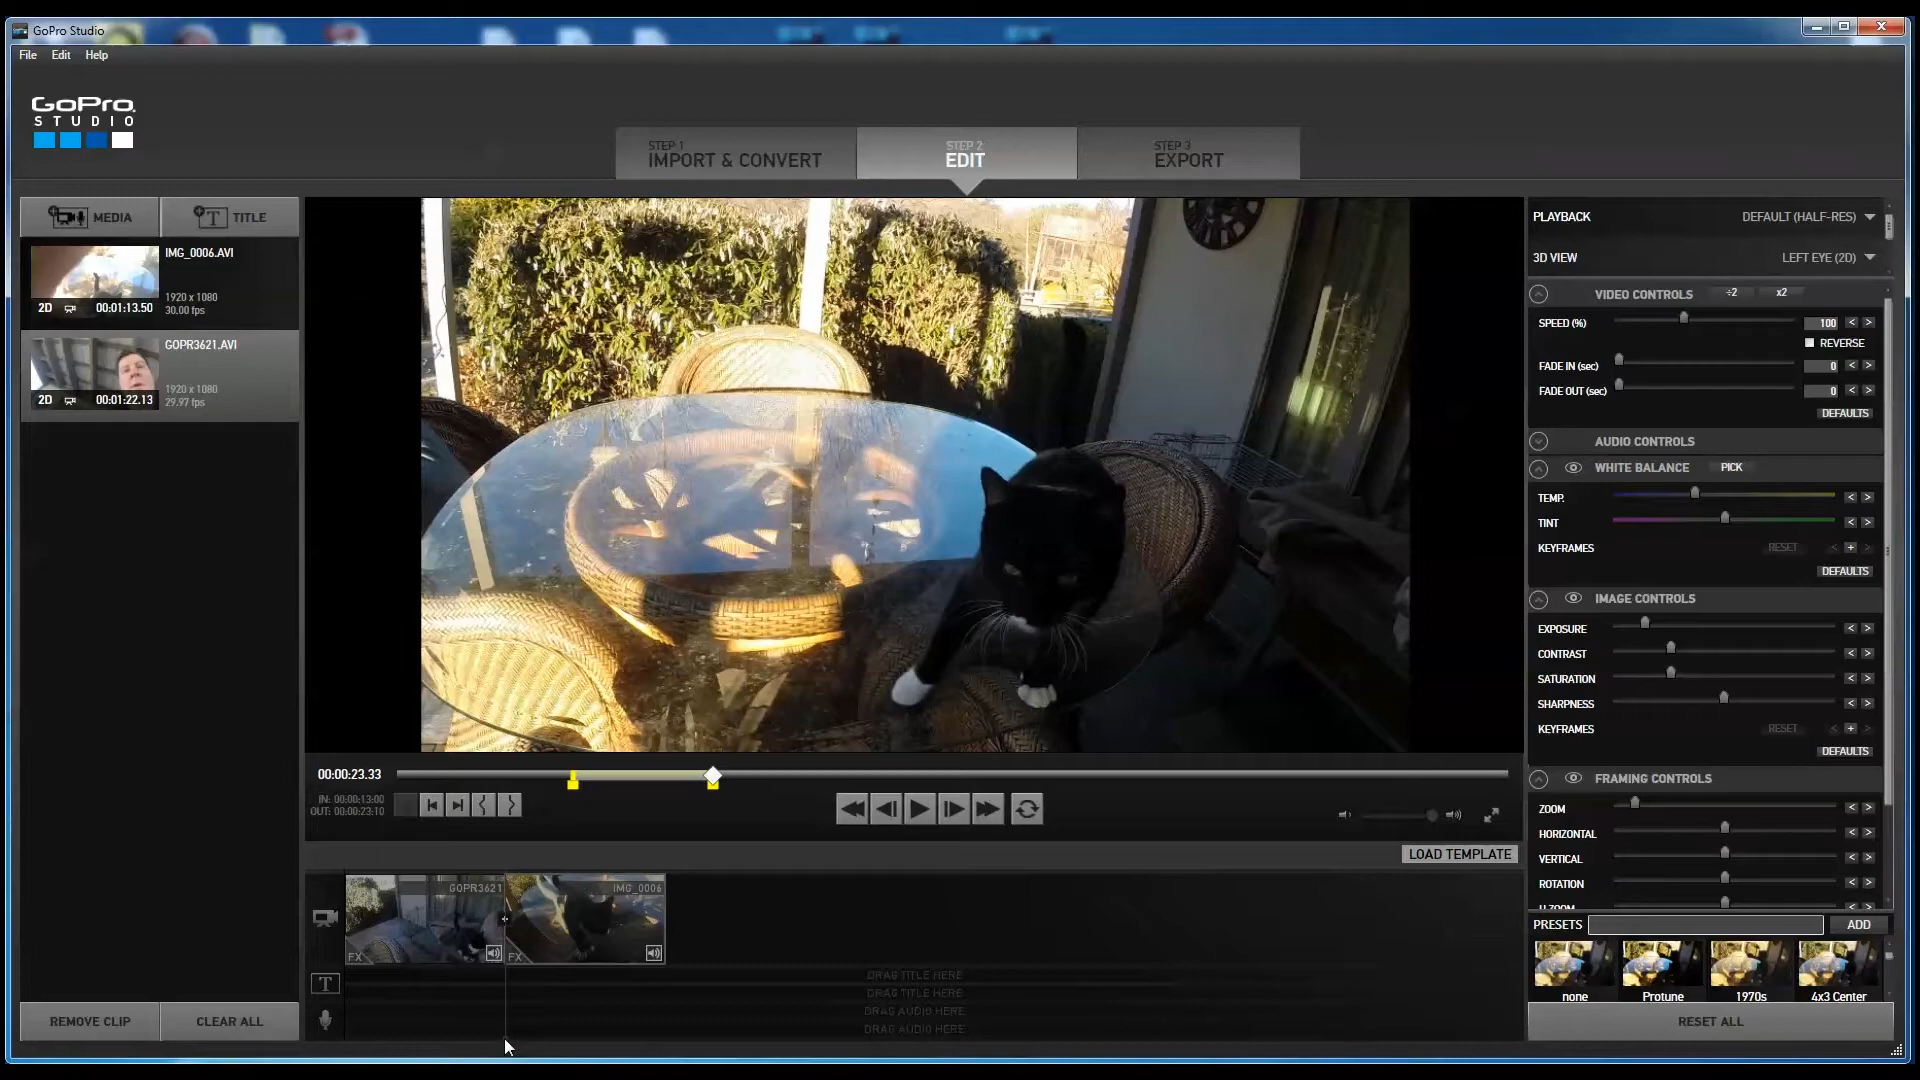 GoPro Studio
File Edit Help
GoPro.
STUDIO
STEP 1
IMPORT & CONVERT
STEP 2
EDIT
STEP 3
EXPORT
MEDIA
TITLE
IMG_0006.AVI
1920 x 1080
30.00 fps
2D 00:01:13.50
GOPR3621.AVI
1920 x 1080
29.97 fps
2D 00:01:22.13
REMOVE CLIP
CLEAR ALL
00:00:23.33
IN: 00:00:13:00
OUT: 00:00:23:10
LOAD TEMPLATE
GOPR3621
FX
IMG_0006
FX
T
DRAG TITLE HERE
DRAG TITLE HERE
DRAG AUDIO HERE
DRAG AUDIO HERE
PLAYBACK DEFAULT (HALF-RES)
3D VIEW LEFT EYE (2D)
VIDEO CONTROLS ÷2 x2
SPEED (%) 100 < >
REVERSE
FADE IN (sec) 0 < >
FADE OUT (sec) 0 < >
DEFAULTS
AUDIO CONTROLS
WHITE BALANCE PICK
TEMP. < >
TINT < >
KEYFRAMES RESET < + >
DEFAULTS
IMAGE CONTROLS
EXPOSURE < >
CONTRAST < >
SATURATION < >
SHARPNESS < >
KEYFRAMES RESET < + >
DEFAULTS
FRAMING CONTROLS
ZOOM < >
HORIZONTAL < >
VERTICAL < >
ROTATION < >
H.ZOOM < >
PRESETS ADD
none Protune 1970s 4x3 Center
RESET ALL